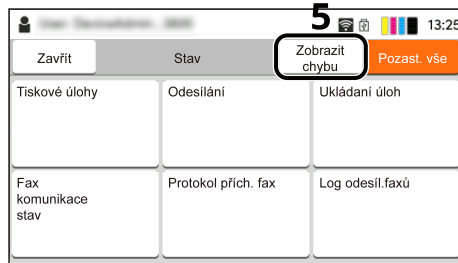 5
13:25
Zavřít
Stav
Zobrazit
chybu
Pozast. vše
Tiskové úlohy
Odesílání
Ukládaní úloh
Fax
komunikace
stav
Protokol přích. fax
Log odesíl.faxů